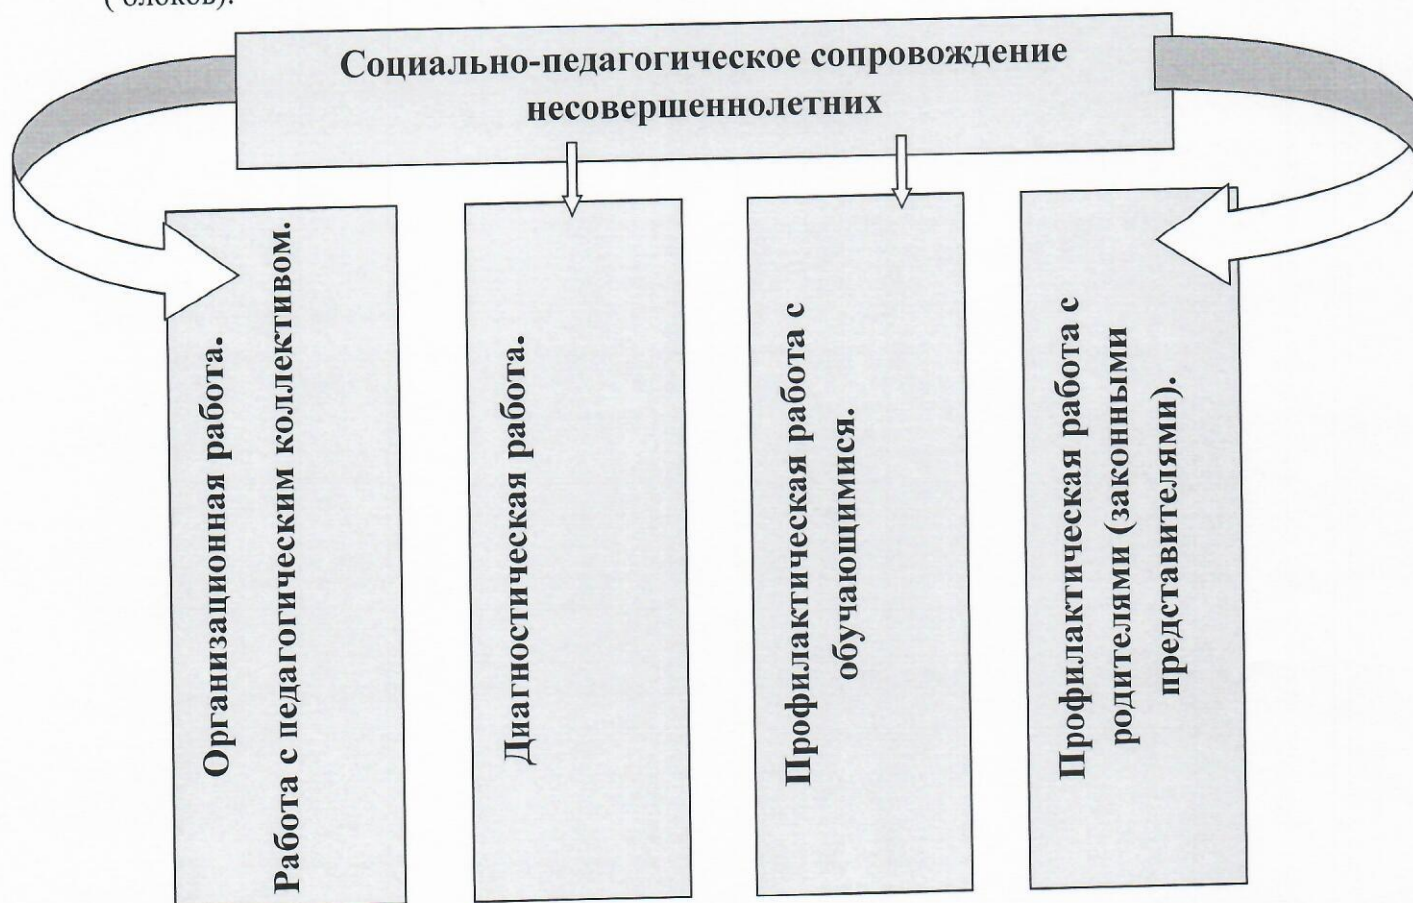 ( блоков).
Социально-педагогическое сопровождение
несовершеннолетних
Организационная работа.
Работа с педагогическим коллективом.
Диагностическая работа.
Профилактическая работа с
обучающимися.
Профилактическая работа с
родителями (законными
представителями).